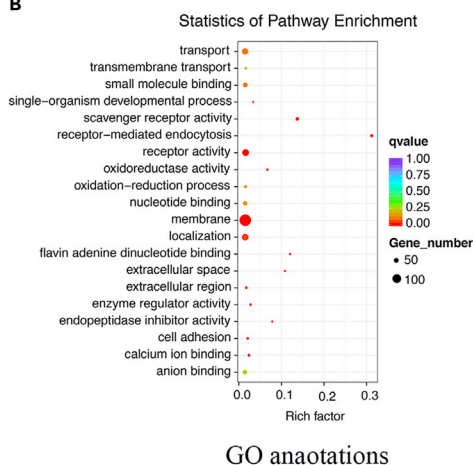 B
Statistics of Pathway Enrichment
transport
transmembrane transport
small molecule binding
single−organism developmental process
scavenger receptor activity
receptor−mediated endocytosis
receptor activity
oxidoreductase activity
oxidation−reduction process
nucleotide binding
membrane
localization
flavin adenine dinucleotide binding
extracellular space
extracellular region
enzyme regulator activity
endopeptidase inhibitor activity
cell adhesion
calcium ion binding
anion binding
0.0 0.1 0.2 0.3
Rich factor
qvalue
1.00
0.75
0.50
0.25
0.00
Gene_number
50
100
GO anaotations